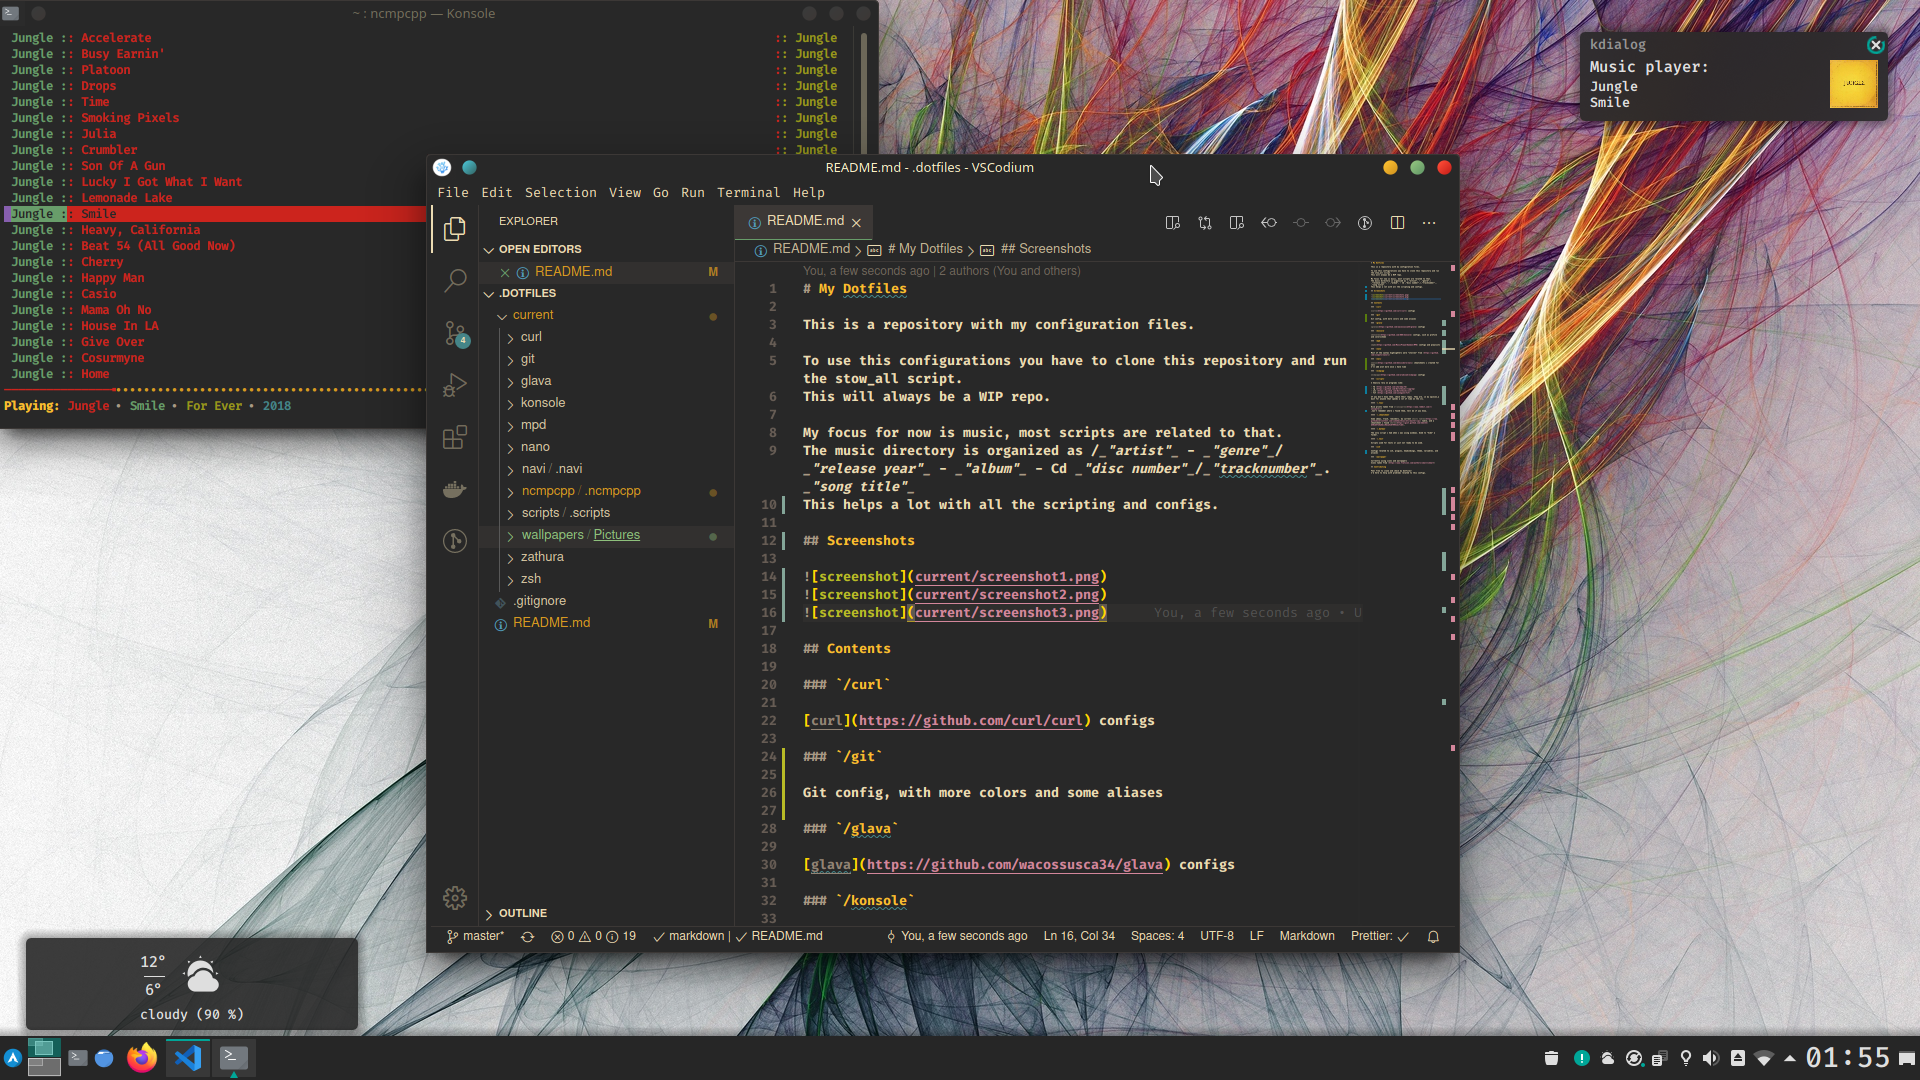 ~ : ncmpcpp — Konsole
Jungle :: Accelerate :: Jungle
Jungle :: Busy Earnin' :: Jungle
Jungle :: Platoon :: Jungle
Jungle :: Drops :: Jungle
Jungle :: Time :: Jungle
Jungle :: Smoking Pixels :: Jungle
Jungle :: Julia :: Jungle
Jungle :: Crumbler :: Jungle
Jungle :: Son Of A Gun
Jungle :: Lucky I Got What I Want
Jungle :: Lemonade Lake
Jungle :: Smile
Jungle :: Heavy, California
Jungle :: Beat 54 (All Good Now)
Jungle :: Cherry
Jungle :: Happy Man
Jungle :: Casio
Jungle :: Mama Oh No
Jungle :: House In LA
Jungle :: Give Over
Jungle :: Cosurmyne
Jungle :: Home
Playing: Jungle • Smile • For Ever • 2018
kdialog
Music player:
Jungle
Smile
JUNGLE
README.md - .dotfiles - VSCodium
File Edit Selection View Go Run Terminal Help
EXPLORER
OPEN EDITORS
README.md M
.DOTFILES
current
curl
git
glava
konsole
mpd
nano
navi / .navi
ncmpcpp / .ncmpcpp
scripts / .scripts
wallpapers / Pictures
zathura
zsh
.gitignore
README.md M
OUTLINE
4
README.md
README.md > # My Dotfiles > ## Screenshots
You, a few seconds ago | 2 authors (You and others)
1 # My Dotfiles
2
3 This is a repository with my configuration files.
4
5 To use this configurations you have to clone this repository and run
the stow_all script.
6 This will always be a WIP repo.
7
8 My focus for now is music, most scripts are related to that.
9 The music directory is organized as /_"artist"_ - _"genre"_/
_"release year"_ - _"album"_ - Cd _"disc number"_/_"tracknumber"_.
_"song title"_
10 This helps a lot with all the scripting and configs.
11
12 ## Screenshots
13
14 ![screenshot](current/screenshot1.png)
15 ![screenshot](current/screenshot2.png)
16 ![screenshot](current/screenshot3.png) You, a few seconds ago • U
17
18 ## Contents
19
20 ### `/curl`
21
22 [curl](https://github.com/curl/curl) configs
23
24 ### `/git`
25
26 Git config, with more colors and some aliases
27
28 ### `/glava`
29
30 [glava](https://github.com/wacossusca34/glava) configs
31
32 ### `/konsole`
33
master* 0 0 19 markdown | README.md You, a few seconds ago Ln 16, Col 34 Spaces: 4 UTF-8 LF Markdown Prettier:
12°
6°
cloudy (90 %)
01:55